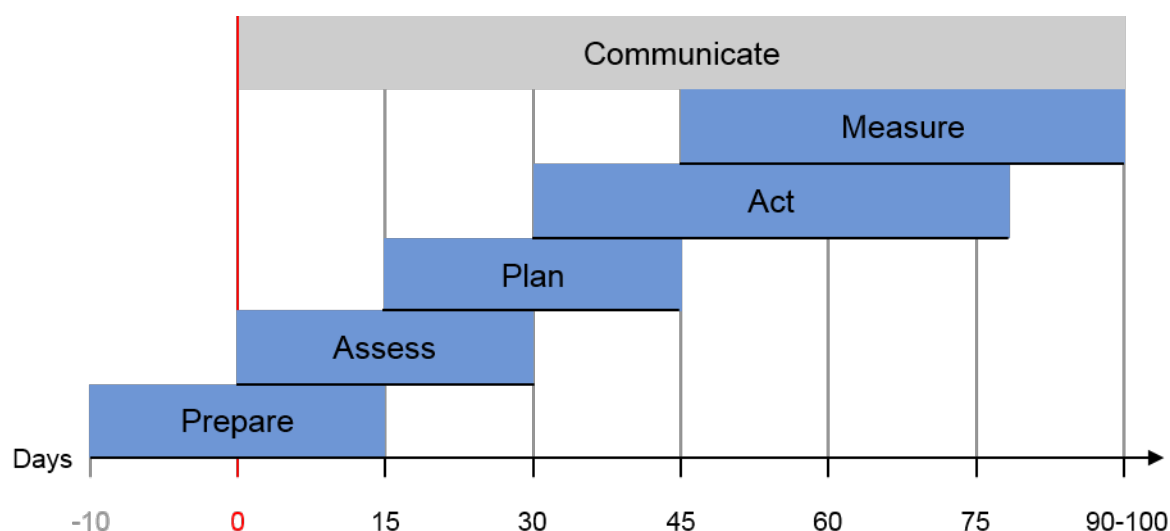 Communicate
Measure
Act
Plan
Assess
Prepare
Days
-10 0 15 30 45 60 75 90-100